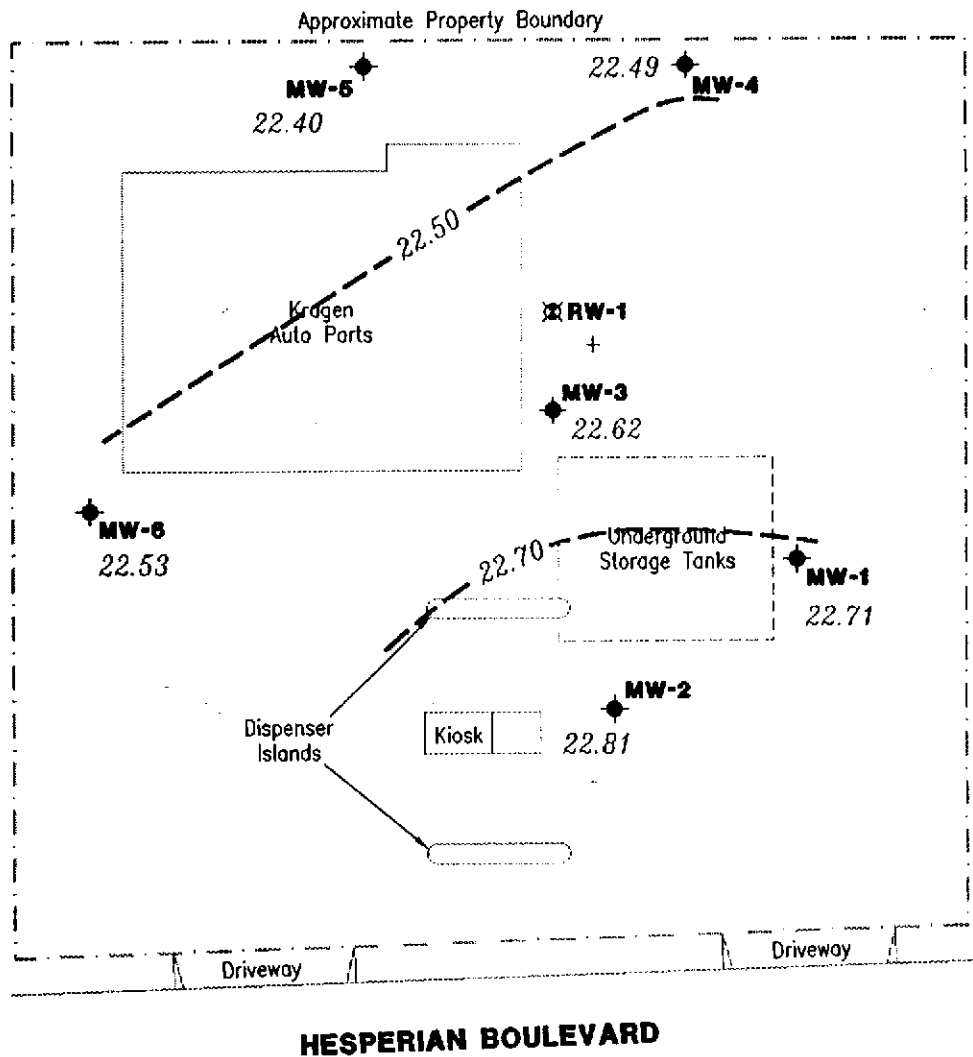 Approximate Property Boundary
MW-5
22.40
22.49
MW-4
22.50
Kragen
Auto Parts
RW-1
MW-3
22.62
MW-6
22.53
22.70
Underground
Storage Tanks
MW-1
22.71
MW-2
22.81
Dispenser
Islands
Kiosk
Driveway
Driveway
HESPERIAN BOULEVARD